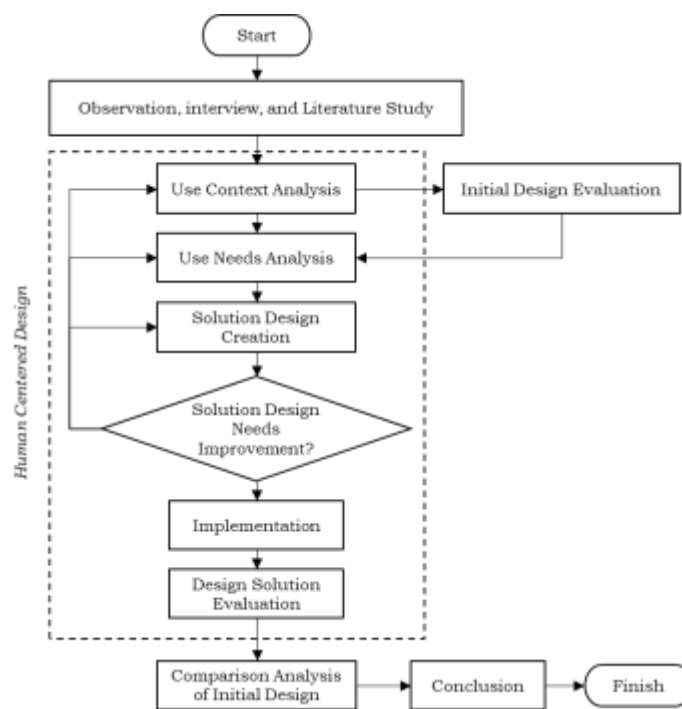 Start
Observation, interview, and Literature Study
Use Context Analysis
Initial Design Evaluation
Use Needs Analysis
Solution Design
Creation
Human Centered Design
Solution Design
Needs
Improvement?
Implementation
Design Solution
Evaluation
Comparison Analysis
of Initial Design
Conclusion
Finish